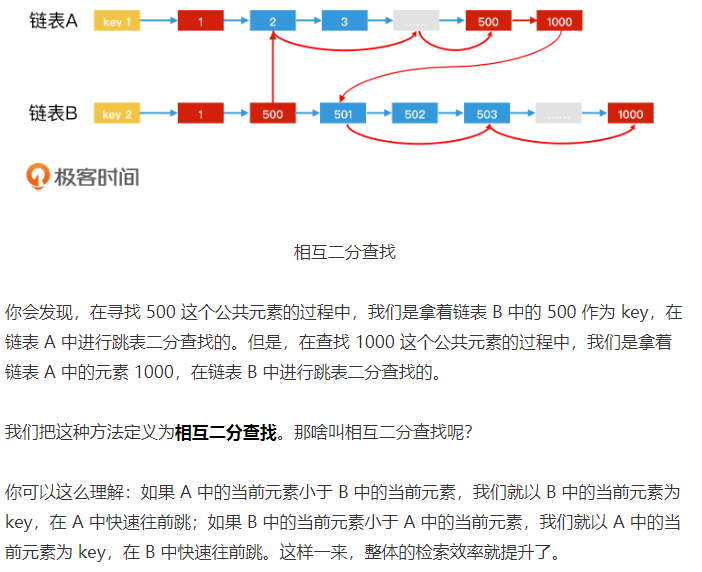 链表A key 1 1 2 3 …… 500 1000
链表B key 2 1 500 501 502 503 …… 1000
极客时间
相互二分查找
你会发现，在寻找 500 这个公共元素的过程中，我们是拿着链表 B 中的 500 作为 key，在
链表 A 中进行跳表二分查找的。但是，在查找 1000 这个公共元素的过程中，我们是拿着
链表 A 中的元素 1000，在链表 B 中进行跳表二分查找的。
我们把这种方法定义为相互二分查找。那啥叫相互二分查找呢？
你可以这么理解：如果 A 中的当前元素小于 B 中的当前元素，我们就以 B 中的当前元素为
key，在 A 中快速往前跳；如果 B 中的当前元素小于 A 中的当前元素，我们就以 A 中的当
前元素为 key，在 B 中快速往前跳。这样一来，整体的检索效率就提升了。